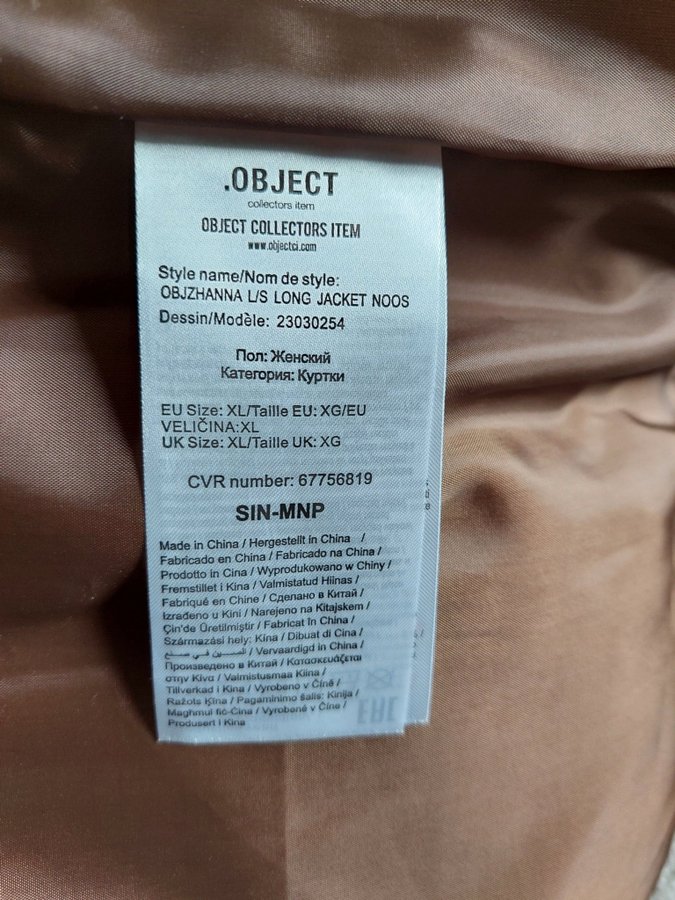 .OBJECT
collectors item
OBJECT COLLECTORS ITEM
www.objectci.com
Style name/Nom de style:
OBJZHANNA L/S LONG JACKET NOOS
Dessin/Modèle: 23030254
Пол: Женский
Категория: Куртки
EU Size: XL/Taille EU: XG/EU
VELIČINA:XL
UK Size: XL/Taille UK: XG
CVR number: 67756819
SIN-MNP
Made in China / Hergestellt in China /
Fabricado en China / Fabricado na China /
Prodotto in Cina / Wyprodukowano w Chiny /
Fremstillet i Kina / Valmistatud Hiinas /
Fabriqué en Chine / Сделано в Китай /
Izrađeno u Kini / Narejeno na Kitajskem /
Çin'de Üretilmiştir / Fabricat în China /
Származási hely: Kina / Dibuat di Cina /
صنع في الصين / Vervaardigd in China /
Произведено в Китай / Κατασκευάζεται
στην Κίνα / Valmistusmaa Kiina /
Tillverkad i Kina / Vyrobeno v Číně /
Ražots Ķīna / Pagaminimo šalis: Kinija /
Magħmul fiċ-Ċina / Vyrobené v Číne /
Produsert i Kina